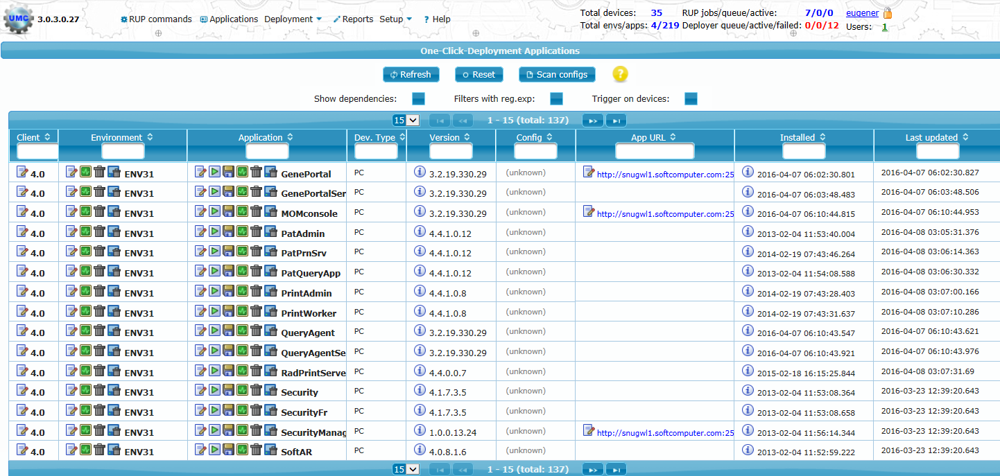 UMC 3.0.3.0.27 RUP commands Applications Deployment Reports Setup ? Help
Total devices: 35 RUP jobs/queue/active: 7/0/0 eugener
Total envs/apps: 4/219 Deployer queue/active/failed: 0/0/12 Users: 1
One-Click-Deployment Applications
Refresh Reset Scan configs ?
Show dependencies: Filters with reg.exp: Trigger on devices:
15 1 - 15 (total: 137)
Client Environment Application Dev. Type Version Config App URL Installed Last updated
4.0 ENV31 GenePortal PC 3.2.19.330.29 (unknown) http://snugwl1.softcomputer.com:25 2016-04-07 06:02:30.801 2016-04-07 06:02:30.827
4.0 ENV31 GenePortalSer PC 3.2.19.330.29 (unknown) 2016-04-07 06:03:48.483 2016-04-07 06:03:48.506
4.0 ENV31 MOMconsole PC 3.2.19.330.29 (unknown) http://snugwl1.softcomputer.com:25 2016-04-07 06:10:44.815 2016-04-07 06:10:44.953
4.0 ENV31 PatAdmin PC 4.4.1.0.12 (unknown) 2013-02-04 11:53:40.004 2016-04-08 03:05:31.376
4.0 ENV31 PatPrnSrv PC 4.4.1.0.12 (unknown) 2014-02-19 07:43:46.264 2016-04-08 03:06:14.363
4.0 ENV31 PatQueryApp PC 4.4.1.0.12 (unknown) 2013-02-04 11:54:08.588 2016-04-08 03:06:30.332
4.0 ENV31 PrintAdmin PC 4.4.1.0.8 (unknown) 2014-02-19 07:43:28.403 2016-04-08 03:07:00.166
4.0 ENV31 PrintWorker PC 4.4.1.0.8 (unknown) 2014-02-19 07:43:31.637 2016-04-08 03:07:10.286
4.0 ENV31 QueryAgent PC 3.2.19.330.29 (unknown) 2016-04-07 06:10:43.547 2016-04-07 06:10:43.621
4.0 ENV31 QueryAgentSe PC 3.2.19.330.29 (unknown) 2016-04-07 06:10:43.921 2016-04-07 06:10:43.976
4.0 ENV31 RadPrintServe PC 4.4.0.0.7 (unknown) 2015-02-18 16:15:25.844 2016-04-08 03:07:31.69
4.0 ENV31 Security PC 4.1.7.3.5 (unknown) 2013-02-04 11:53:08.364 2016-03-23 12:39:20.643
4.0 ENV31 SecurityFr PC 4.1.7.3.5 (unknown) 2013-02-04 11:53:08.658 2016-03-23 12:39:20.643
4.0 ENV31 SecurityManag PC 1.0.0.13.24 (unknown) http://snugwl1.softcomputer.com:25 2013-02-04 11:56:14.344 2016-03-23 12:39:20.643
4.0 ENV31 SoftAR PC 4.0.8.1.6 (unknown) 2013-02-04 11:52:59.222 2016-03-23 12:39:20.643
15 1 - 15 (total: 137)